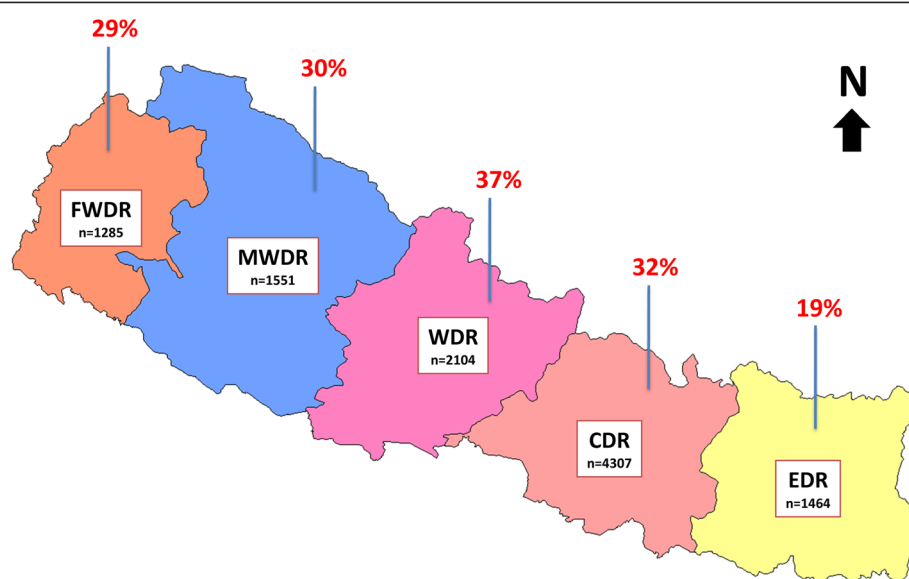 29%
30%
N
37%
FWDR
n=1285
MWDR
n=1551
32%
19%
WDR
n=2104
CDR
n=4307
EDR
n=1464